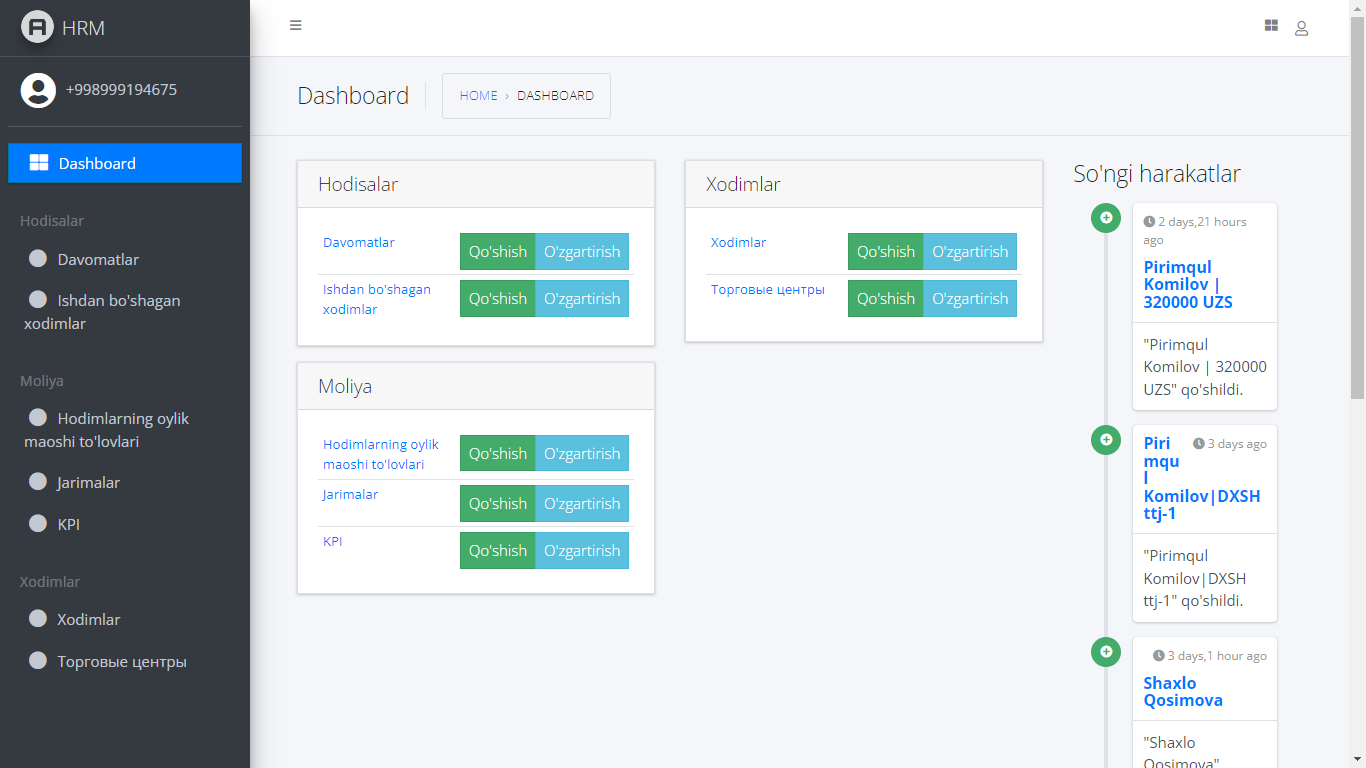 HRM
+998999194675
Dashboard
Hodisalar
Davomatlar
Ishdan bo'shagan
xodimlar
Moliya
Hodimlarning oylik
maoshi to'lovlari
Jarimalar
KPI
Xodimlar
Xodimlar
Торговые центры
Dashboard
HOME › DASHBOARD
Hodisalar
Davomatlar Qo'shish O'zgartirish
Ishdan bo'shagan
xodimlar
Qo'shish O'zgartirish
Moliya
Hodimlarning oylik
maoshi to'lovlari
Qo'shish O'zgartirish
Jarimalar Qo'shish O'zgartirish
KPI Qo'shish O'zgartirish
Xodimlar
Xodimlar Qo'shish O'zgartirish
Торговые центры Qo'shish O'zgartirish
So'ngi harakatlar
2 days,21 hours
ago
Pirimqul
Komilov |
320000 UZS
"Pirimqul
Komilov | 320000
UZS" qo'shildi.
3 days ago
Piri
mqu
l
Komilov|DXSH
ttj-1
"Pirimqul
Komilov|DXSH
ttj-1" qo'shildi.
3 days,1 hour ago
Shaxlo
Qosimova
"Shaxlo
Qosimova"